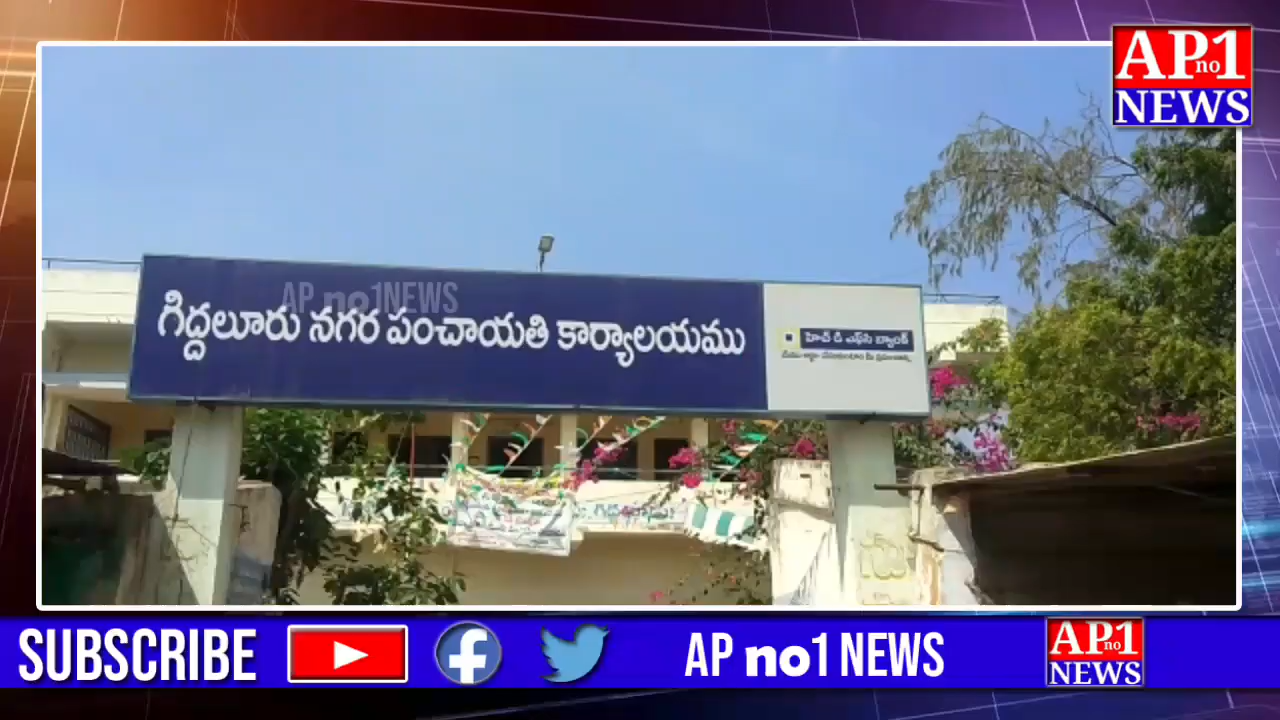 AP no1
NEWS
AP no1NEWS
గిద్దలూరు నగర పంచాయతి కార్యాలయము
హెచ్ డి ఎఫ్‌సి బ్యాంక్
SUBSCRIBE
AP no1 NEWS
AP no1
NEWS